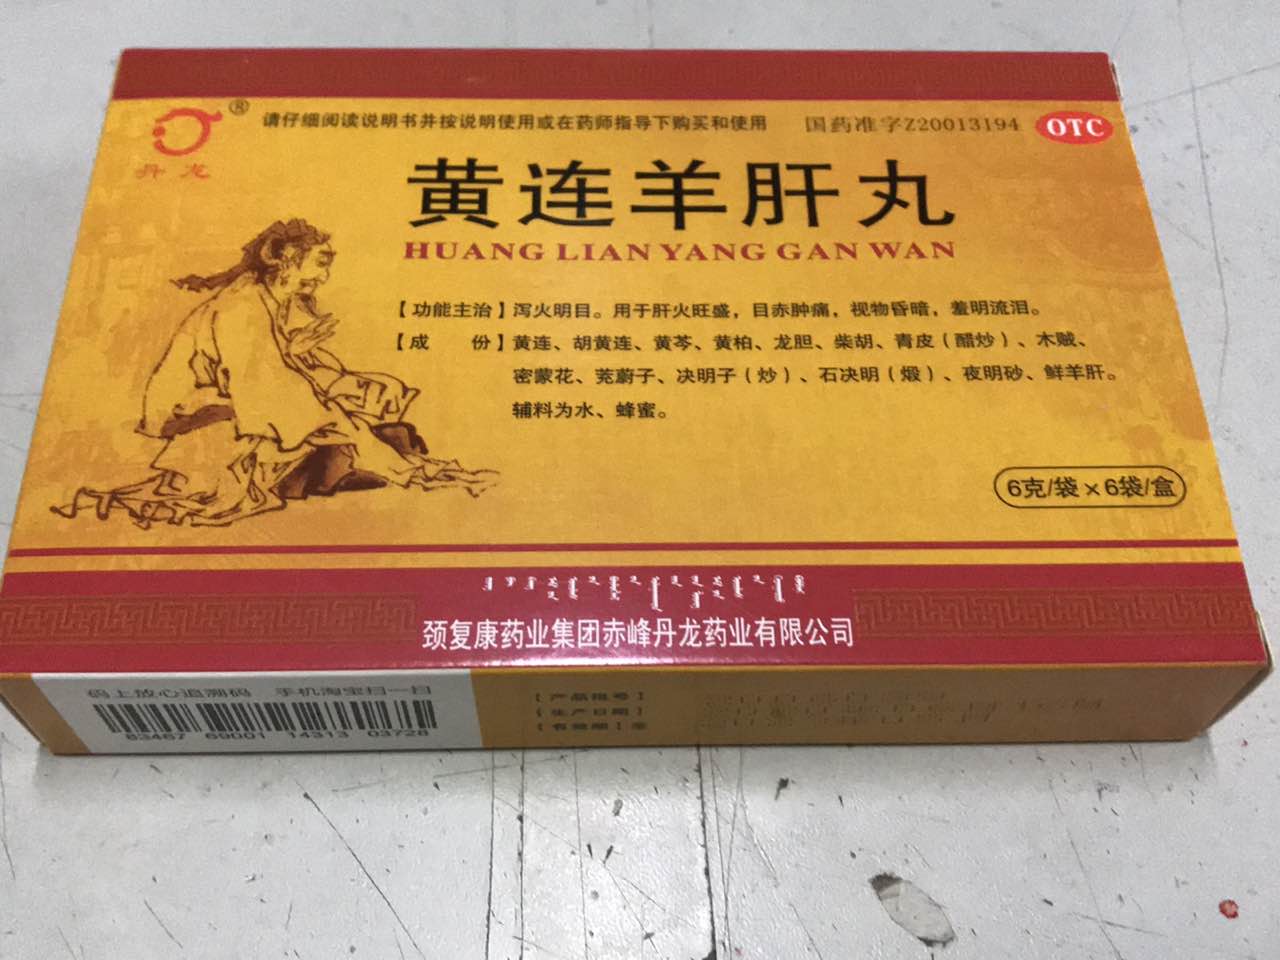 丹龙
®
请仔细阅读说明书并按说明使用或在药师指导下购买和使用
国药准字Z20013194
OTC
黄连羊肝丸
HUANG LIAN YANG GAN WAN
【功能主治】泻火明目。用于肝火旺盛，目赤肿痛，视物昏暗，羞明流泪。
【成 份】黄连、胡黄连、黄芩、黄柏、龙胆、柴胡、青皮（醋炒）、木贼、
密蒙花、茺蔚子、决明子（炒）、石决明（煅）、夜明砂、鲜羊肝。
辅料为水、蜂蜜。
6克/袋×6袋/盒
颈复康药业集团赤峰丹龙药业有限公司
码上放心追溯码 手机淘宝扫一扫
83467 69001 14313 03728
【产品批号】
【生产日期】
【有效期】至